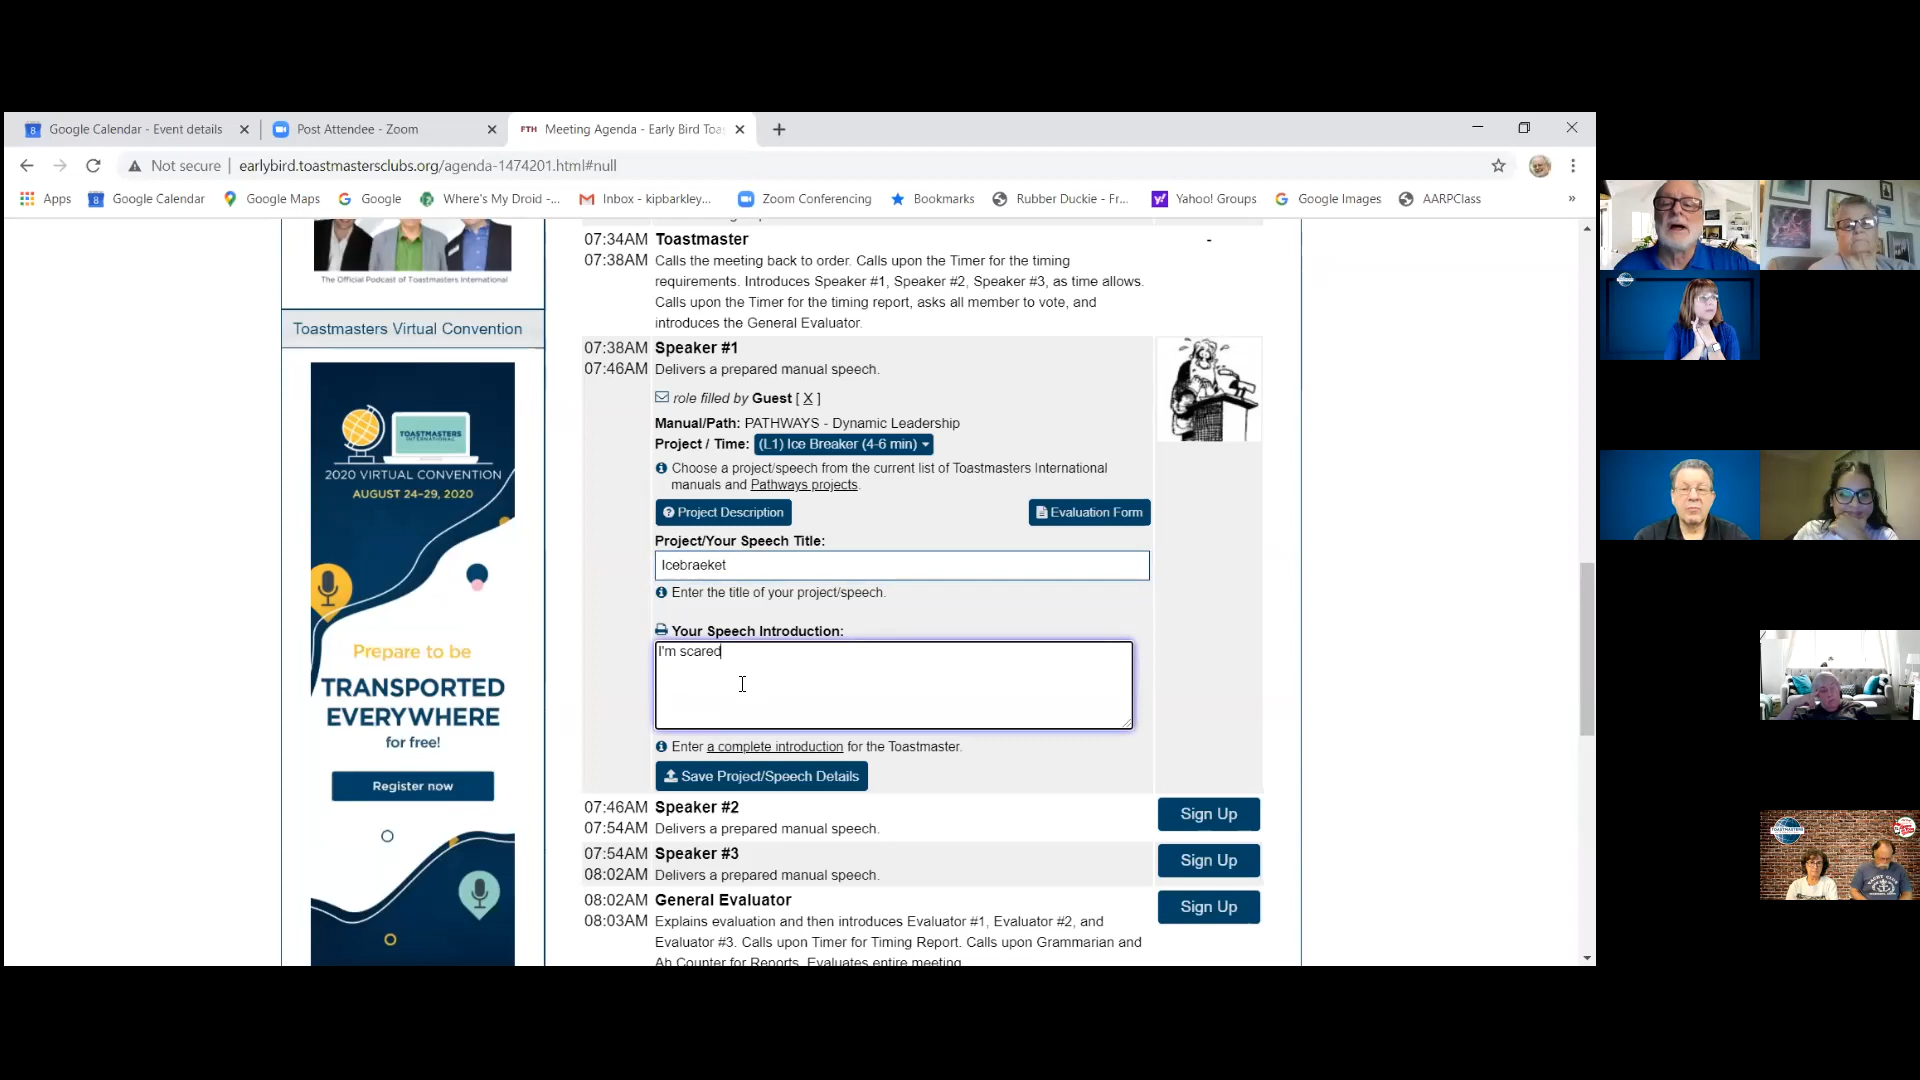 Google Calendar - Event details
Post Attendee - Zoom
FTH Meeting Agenda - Early Bird Toa
Not secure | earlybird.toastmastersclubs.org/agenda-1474201.html#null
Apps
Google Calendar
Google Maps
Google
Where's My Droid -...
Inbox - kipbarkley...
Zoom Conferencing
Bookmarks
Rubber Duckie - Fr...
Yahoo! Groups
Google Images
AARPClass
»
The Official Podcast of Toastmasters International
Toastmasters Virtual Convention
TOASTMASTERS
INTERNATIONAL
2020 VIRTUAL CONVENTION
AUGUST 24-29, 2020
Prepare to be
TRANSPORTED
EVERYWHERE
for free!
Register now
07:34AM Toastmaster -
07:38AM Calls the meeting back to order. Calls upon the Timer for the timing
requirements. Introduces Speaker #1, Speaker #2, Speaker #3, as time allows.
Calls upon the Timer for the timing report, asks all member to vote, and
introduces the General Evaluator.
07:38AM Speaker #1
07:46AM Delivers a prepared manual speech.
role filled by Guest [ X ]
Manual/Path: PATHWAYS - Dynamic Leadership
Project / Time: (L1) Ice Breaker (4-6 min)
Choose a project/speech from the current list of Toastmasters International
manuals and Pathways projects.
Project Description
Evaluation Form
Project/Your Speech Title:
Icebraeket
Enter the title of your project/speech.
Your Speech Introduction:
I'm scared
Enter a complete introduction for the Toastmaster.
Save Project/Speech Details
07:46AM Speaker #2
07:54AM Delivers a prepared manual speech.
Sign Up
07:54AM Speaker #3
08:02AM Delivers a prepared manual speech.
Sign Up
08:02AM General Evaluator
08:03AM Explains evaluation and then introduces Evaluator #1, Evaluator #2, and
Sign Up
Evaluator #3. Calls upon Timer for Timing Report. Calls upon Grammarian and
Ah Counter for Reports. Evaluates entire meeting.
TOASTMASTERS